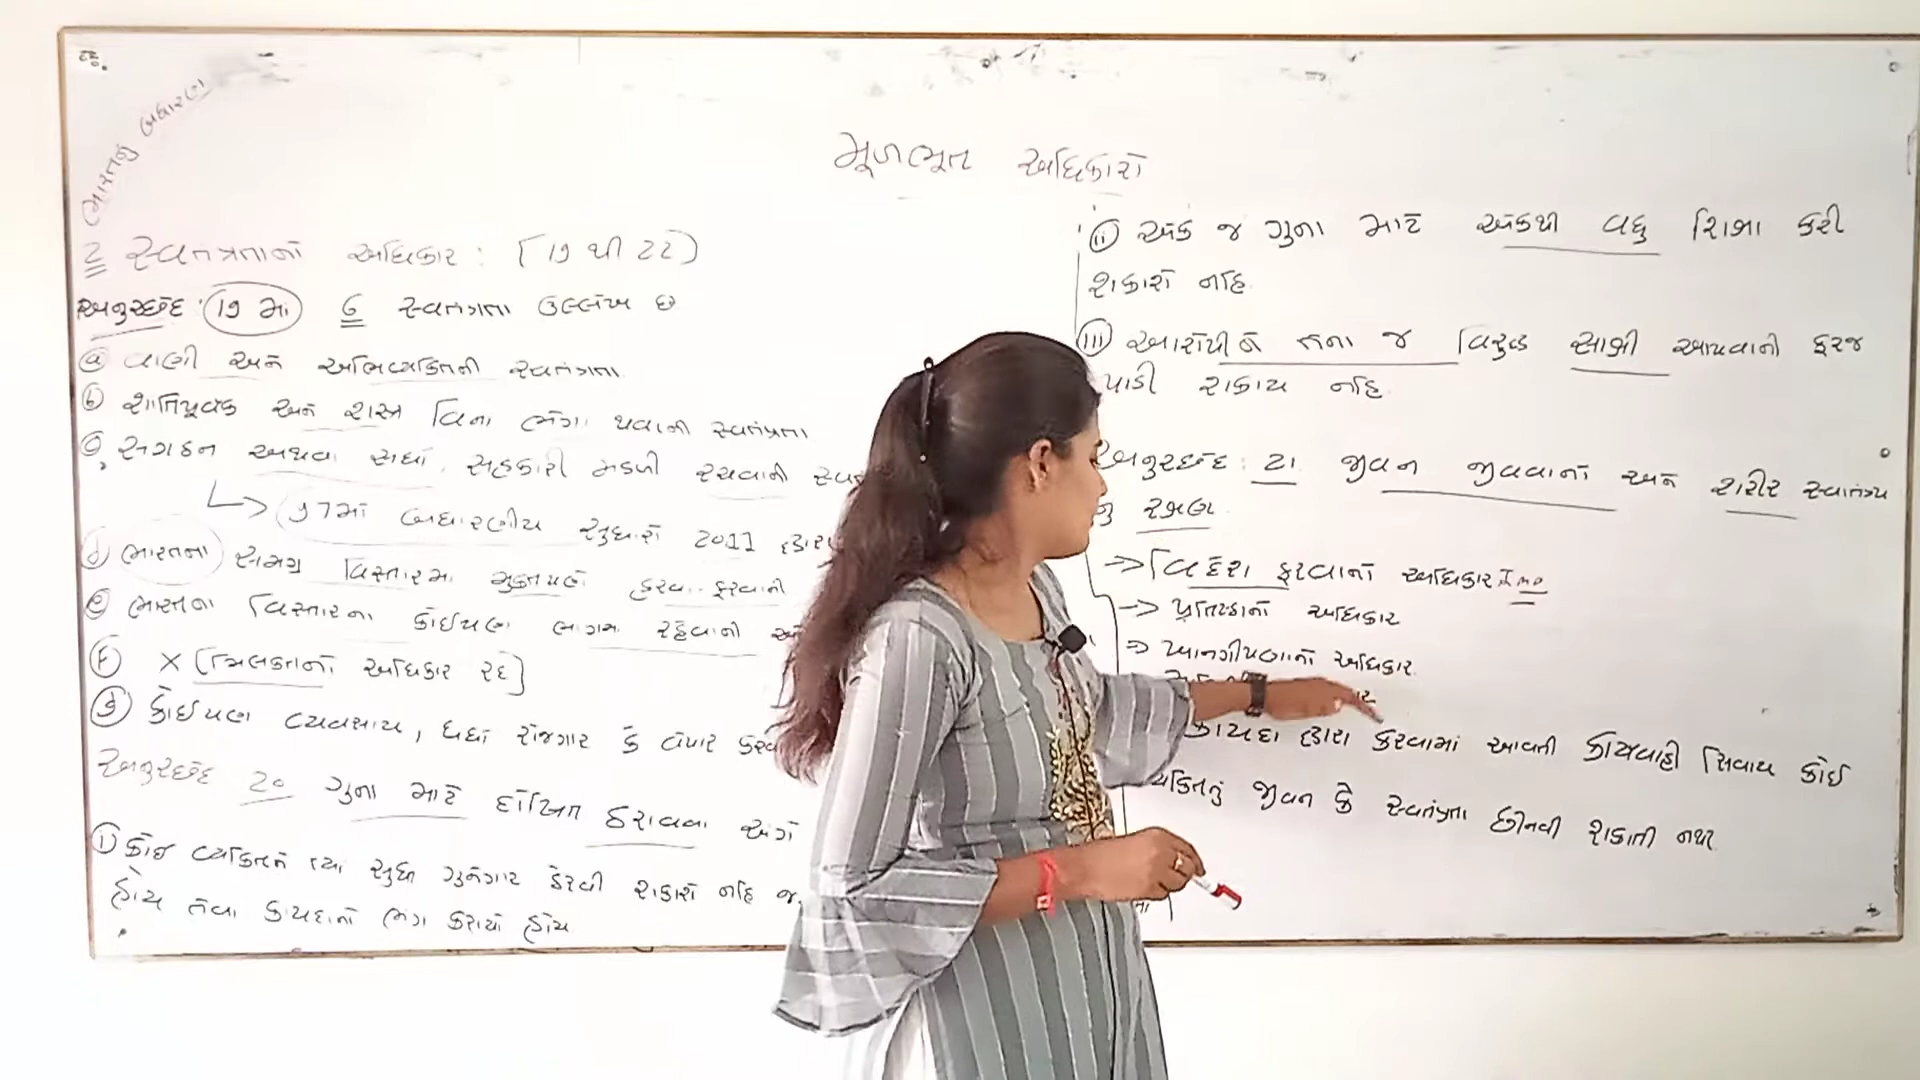 ભારતનું બંધારણ
મૂળભૂત અધિકારો
2 સ્વતંત્રતાનો અધિકાર : [19 થી 22)
અનુચ્છેદ : 19 માં 6 સ્વતંત્રતા ઉલ્લેખ છે
a વાણી અને અભિવ્યક્તિની સ્વતંત્રતા
b શાંતિપૂર્વક અને શસ્ત્ર વિના ભેગા થવાની સ્વતંત્રતા
c સંગઠન અથવા સંઘો, સહકારી મંડળી રચવાની
↳ (97માં બંધારણીય સુધારો 2011 દ્વારા
d ભારતના સમગ્ર વિસ્તારમાં મુક્તપણે હરવા-ફરવાની
e ભારતના વિસ્તારના કોઈપણ ભાગમાં રહેવાની
f × [મિલકતનો અધિકાર રદ]
g કોઈપણ વ્યવસાય, ધંધો રોજગાર કે વેપાર
અનુચ્છેદ 20 ગુના માટે દોષિત ઠરાવવા અંગે
i કોઈ વ્યક્તિને ત્યાં સુધી ગુનેગાર ઠેરવી શકાશે નહિ
હોય તેવા કાયદાનો ભંગ કરાયો હોય
ii એક જ ગુના માટે એકથી વધુ શિક્ષા કરી
શકાશે નહિ.
iii આરોપીને તેના જ વિરુદ્ધ સાક્ષી આપવાની ફરજ
પાડી શકાય નહિ.
અનુચ્છેદ : 21 જીવન જીવવાનો અને શરીર સ્વાતંત્ર્ય
નું રક્ષણ
→ વિદેશ ફરવાનો અધિકાર Imp
→ પ્રતિષ્ઠાનો અધિકાર
→ ખાનગીપણાનો અધિકાર.
કાયદા દ્વારા કરવામાં આવતી કાર્યવાહી સિવાય કોઈ
વ્યક્તિનું જીવન કે સ્વતંત્રતા છીનવી શકાતી નથી